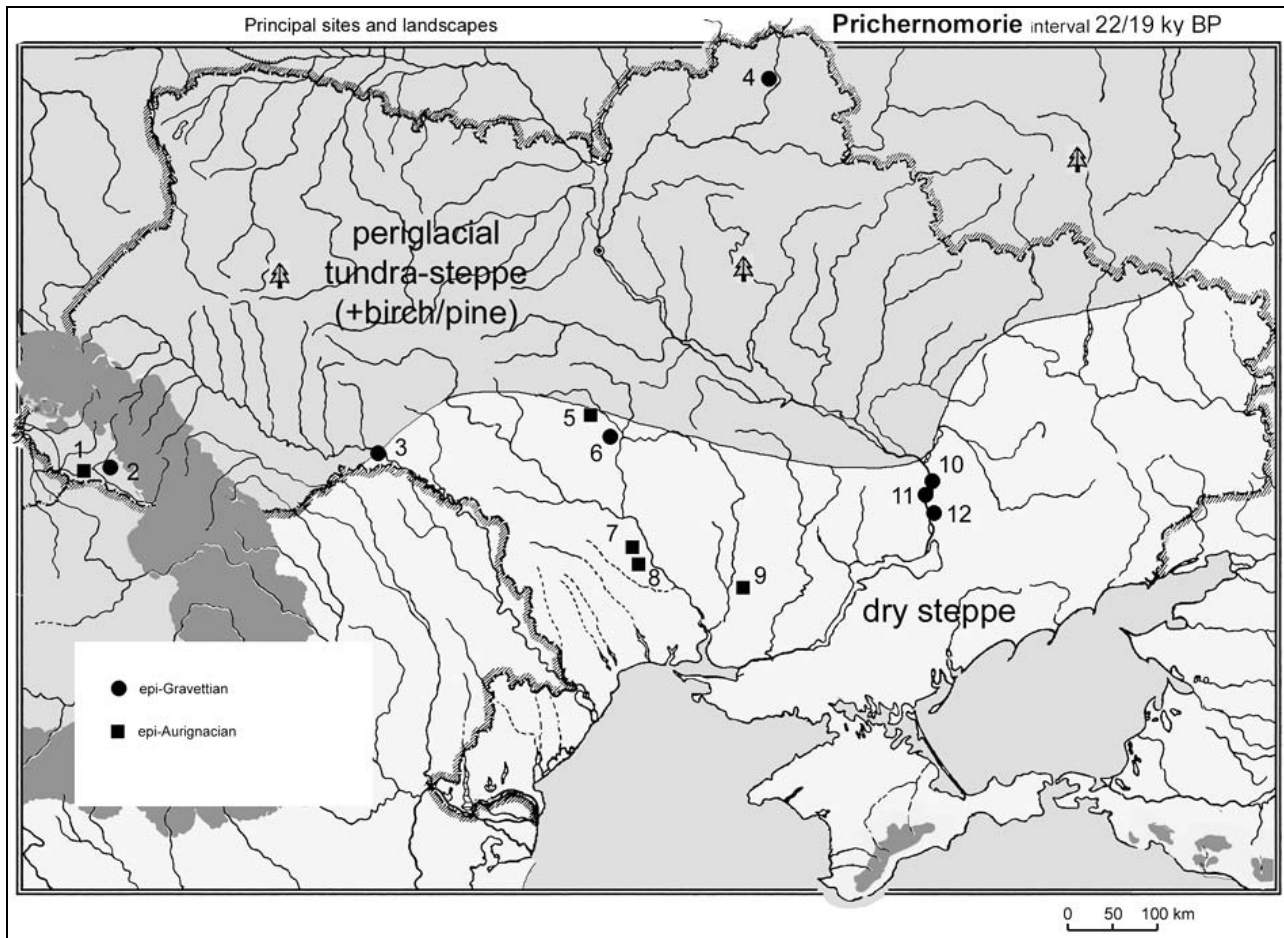 Principal sites and landscapes
Prichernomorie interval 22/19 ky BP
4
periglacial
tundra-steppe
(+birch/pine)
5
6
3
1
2
10
11
12
7
8
9
dry steppe
epi-Gravettian
epi-Aurignacian
0 50 100 km